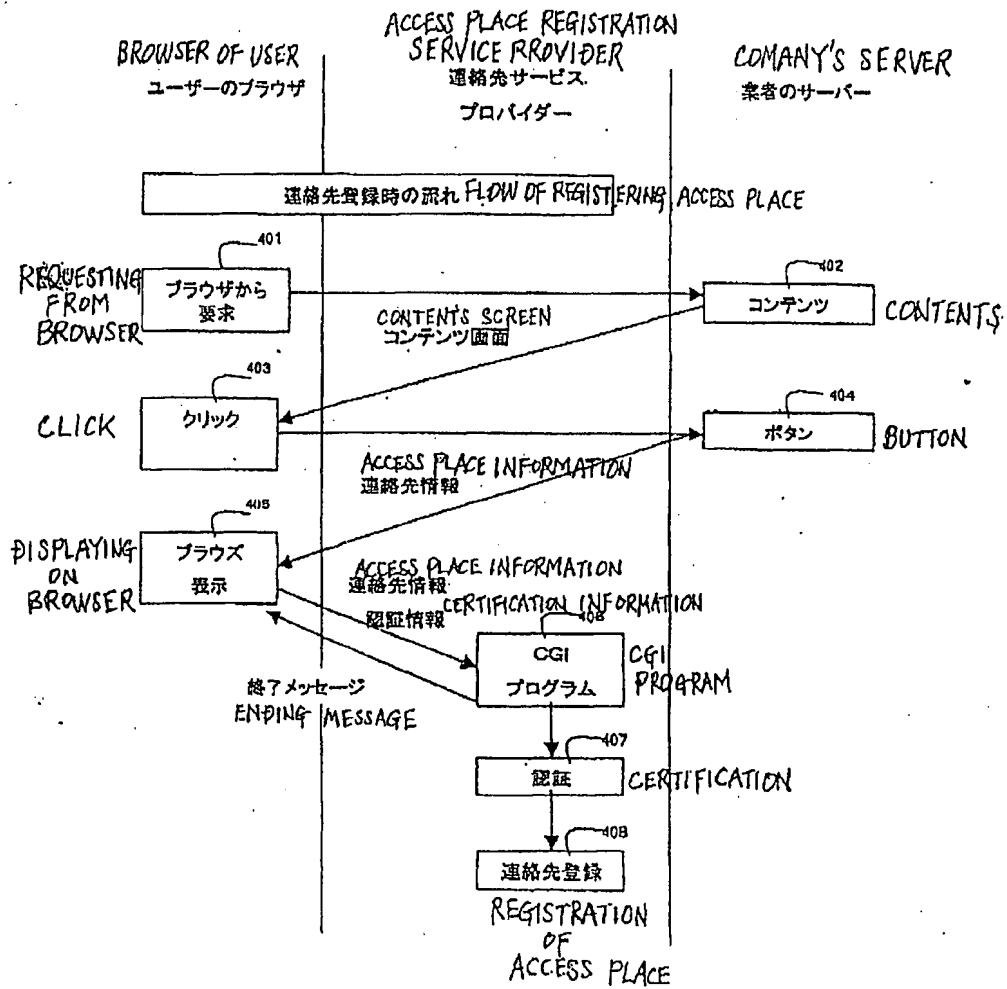 ACCESS PLACE REGISTRATION
SERVICE RROVIDER
連絡先サービス
プロバイダー
BROWSER OF USER
ユーザーのブラウザ
COMANY'S SERVER
業者のサーバー
連絡先登録時の流れ FLOW OF REGISTERING ACCESS PLACE
401
REQUESTING
FROM
BROWSER
ブラウザから
要求
402
コンテンツ
CONTENTS
CONTENTS SCREEN
コンテンツ画面
403
CLICK
クリック
404
ボタン
BUTTON
ACCESS PLACE INFORMATION
連絡先情報
405
DISPLAYING
ON
BROWSER
ブラウズ
表示
ACCESS PLACE INFORMATION
連絡先情報
認証情報 CERTIFICATION INFORMATION
406
CGI
プログラム
CGI
PROGRAM
終了メッセージ
ENDING MESSAGE
407
認証
CERTIFICATION
408
連絡先登録
REGISTRATION
OF
ACCESS PLACE